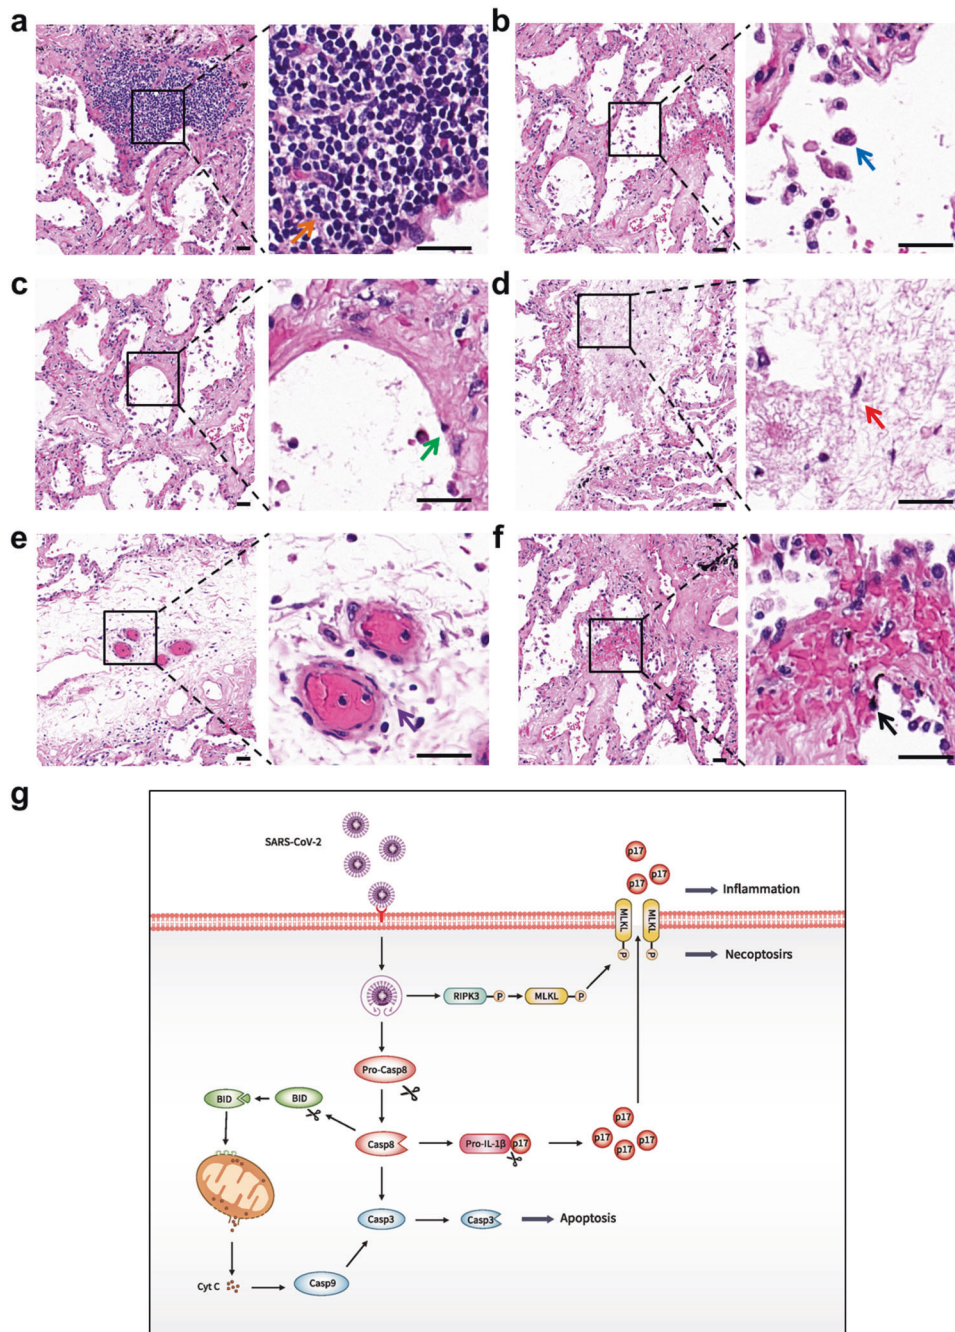 a
b
c
d
e
f
g
SARS-CoV-2
p17
p17
p17
Inflammation
MLKL
MLKL
P
P
Necoptosirs
RIPK3
P
MLKL
P
Pro-Casp8
BID
BID
Casp8
Pro-IL-1β
p17
p17
p17
p17
p17
Casp3
Casp3
Apoptosis
Cyt C
Casp9